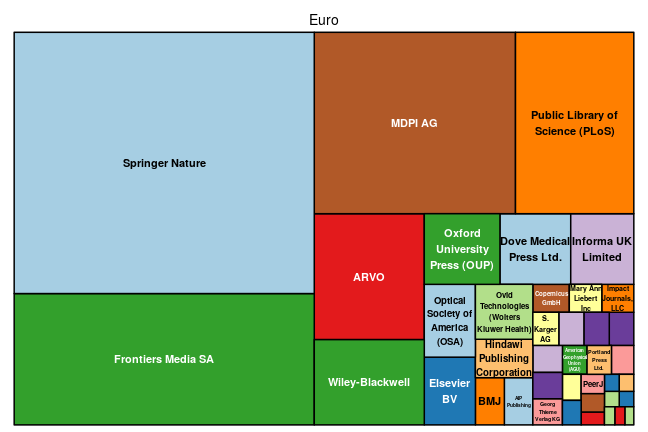 Euro
Springer Nature
MDPI AG
Public Library of
Science (PLoS)
Frontiers Media SA
ARVO
Wiley-Blackwell
Oxford
University
Press (OUP)
Dove Medical
Press Ltd.
Informa UK
Limited
Optical
Society of
America
(OSA)
Elsevier
BV
Ovid
Technologies
(Wolters
Kluwer Health)
Hindawi
Publishing
Corporation
BMJ
AIP
Publishing
Copernicus
GmbH
Mary Ann
Liebert
Inc
Impact
Journals,
LLC
S.
Karger
AG
American
Geophysical
Union
(AGU)
Portland
Press
Ltd.
PeerJ
Georg
Thieme
Verlag KG